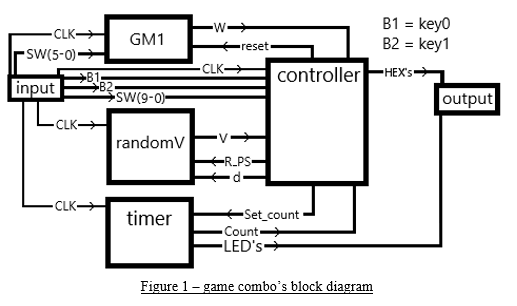 CLK
GM1
W
B1 = key0
SW(5-0)
reset
B2 = key1
CLK
controller
HEX's
input
B1
B2
output
SW(9-0)
CLK
randomV
V
R_PS
d
CLK
timer
Set_count
Count
LED's
Figure 1 – game combo's block diagram